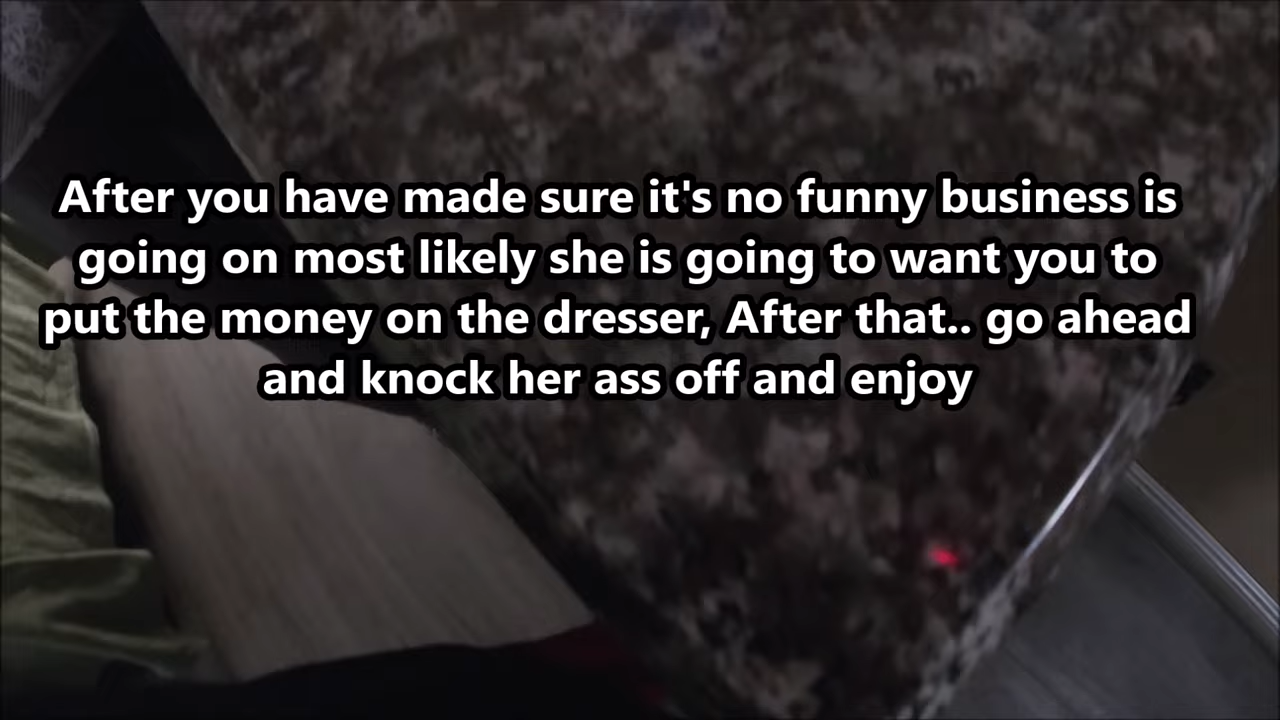 After you have made sure it's no funny business is
going on most likely she is going to want you to
put the money on the dresser, After that.. go ahead
and knock her ass off and enjoy